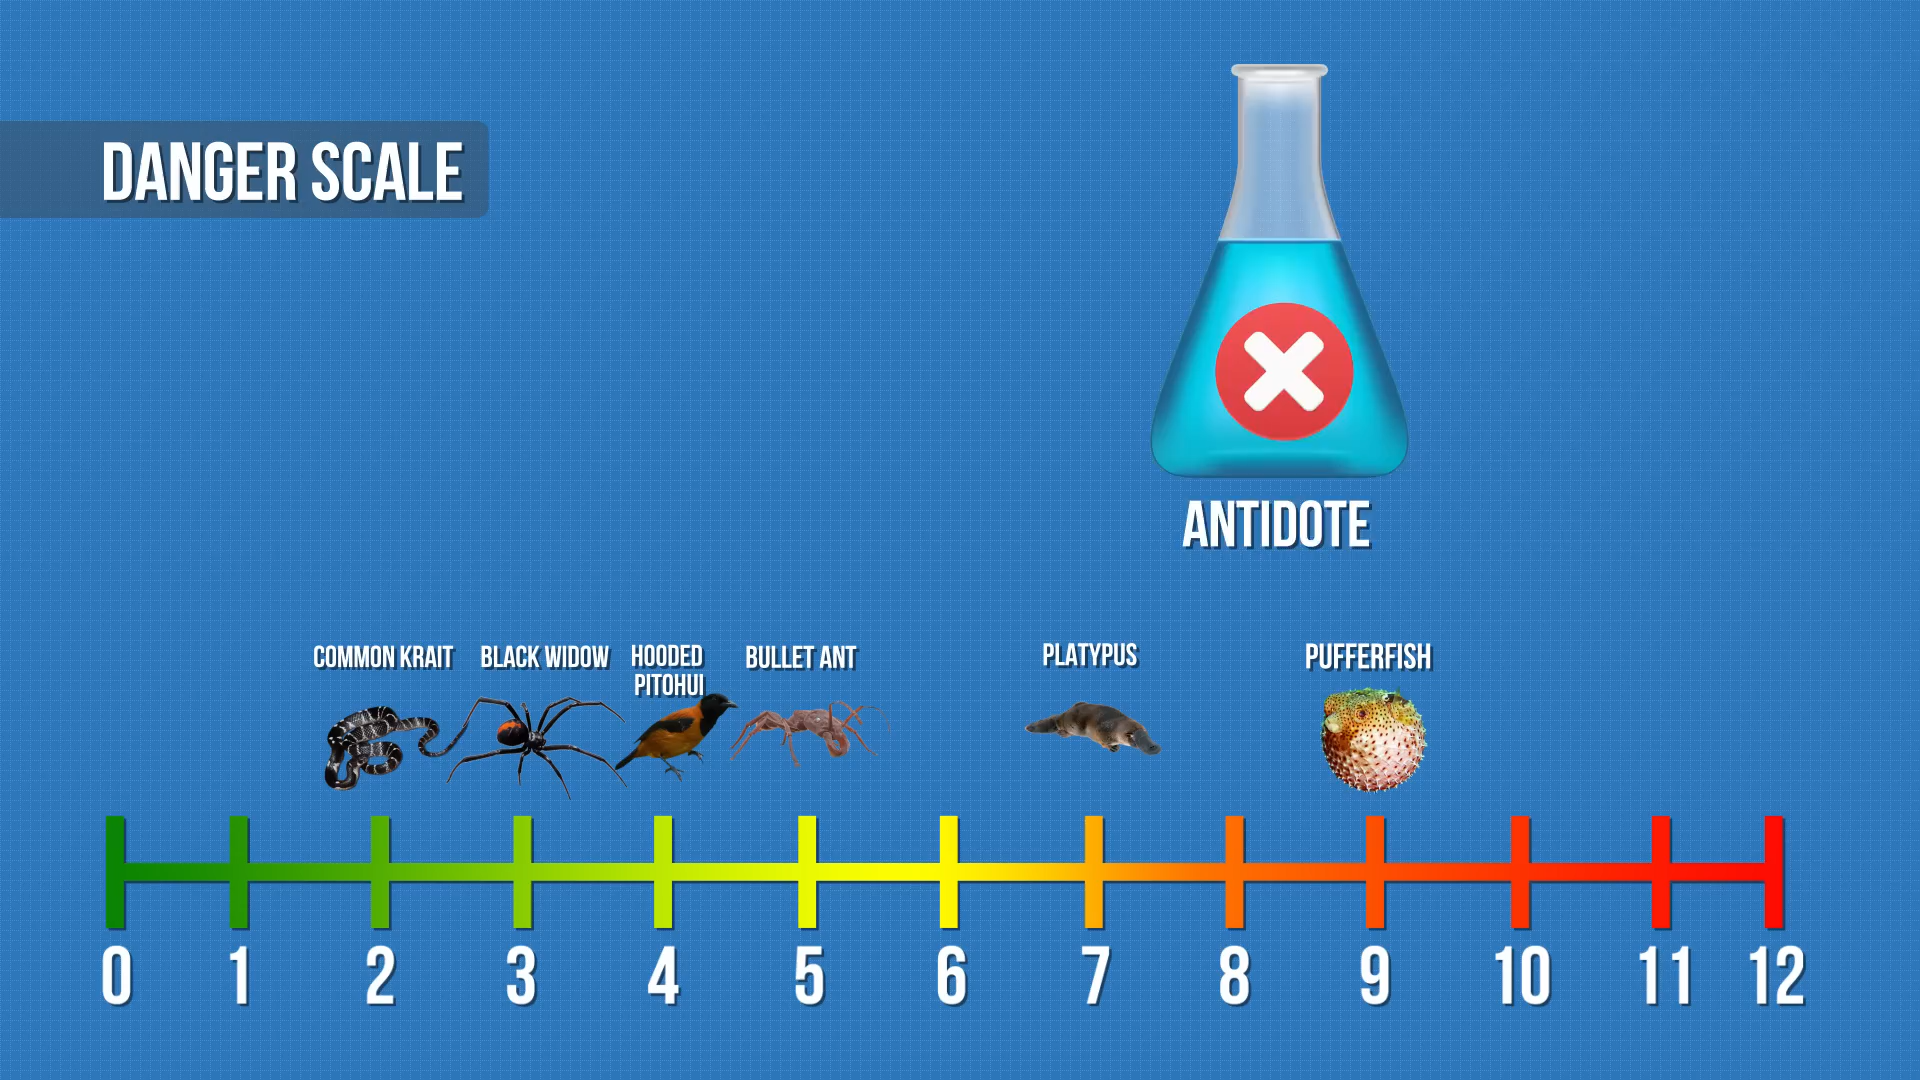 DANGER SCALE
ANTIDOTE
COMMON KRAIT
BLACK WIDOW
HOODED
PITOHUI
BULLET ANT
PLATYPUS
PUFFERFISH
0 1 2 3 4 5 6 7 8 9 10 11 12